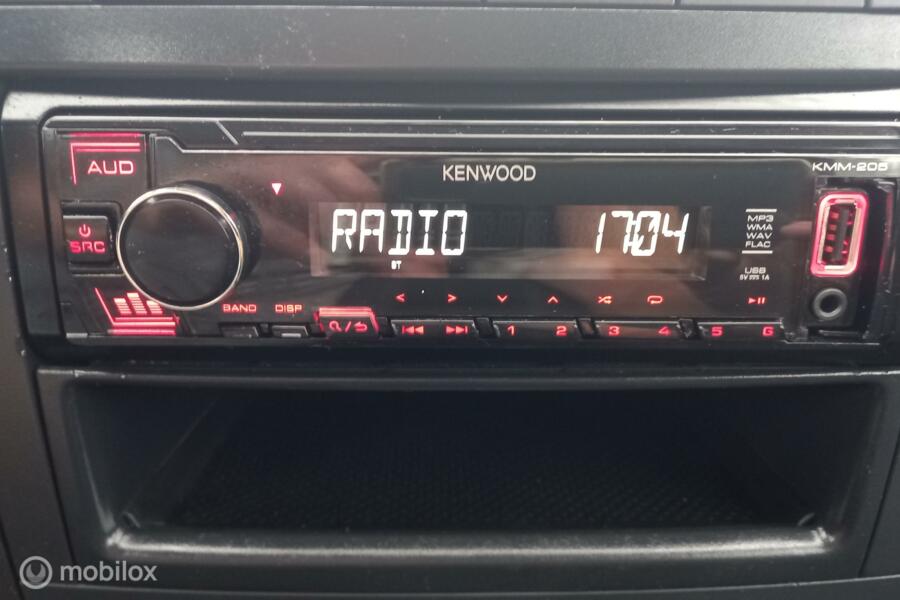 KENWOOD
KMM-205
AUD
RADIO 17:04
BT
SRC
MP3
WMA
WAV
FLAC
USB
5V⎓1A
BAND DISP
1 2 3 4 5 6
mobilox